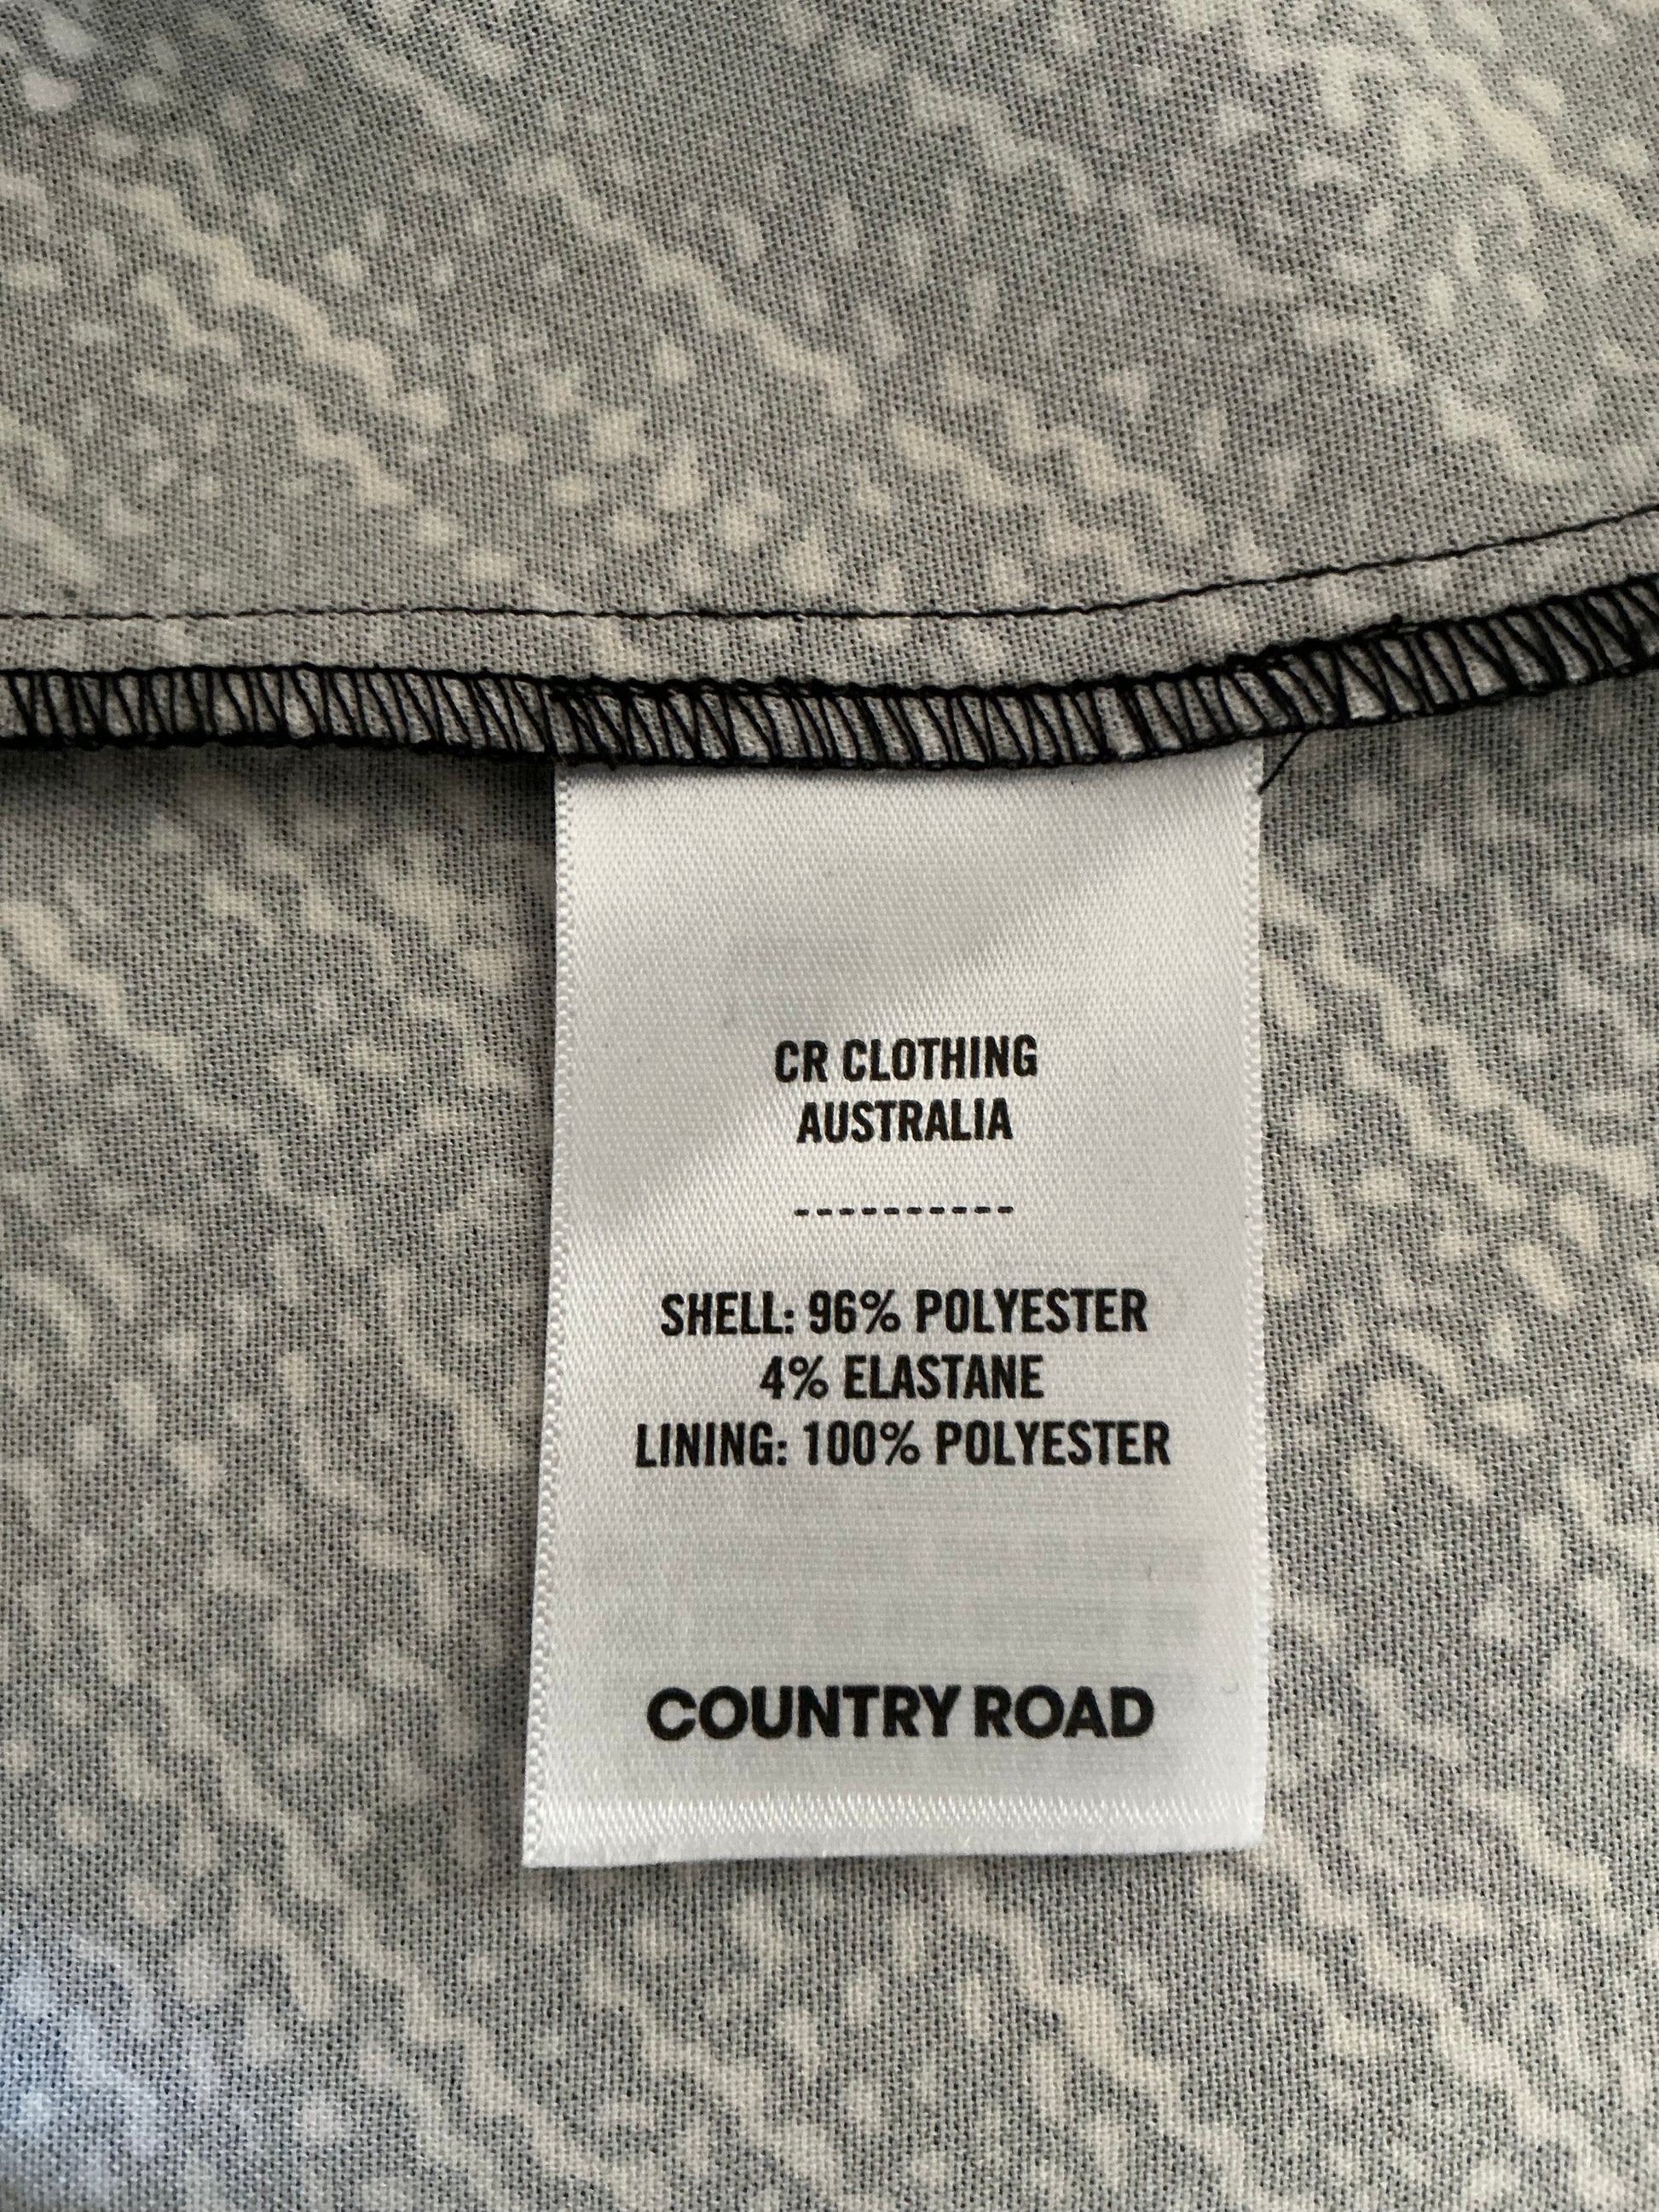 CR CLOTHING
AUSTRALIA
----------
SHELL: 96% POLYESTER
4% ELASTANE
LINING: 100% POLYESTER
COUNTRY ROAD